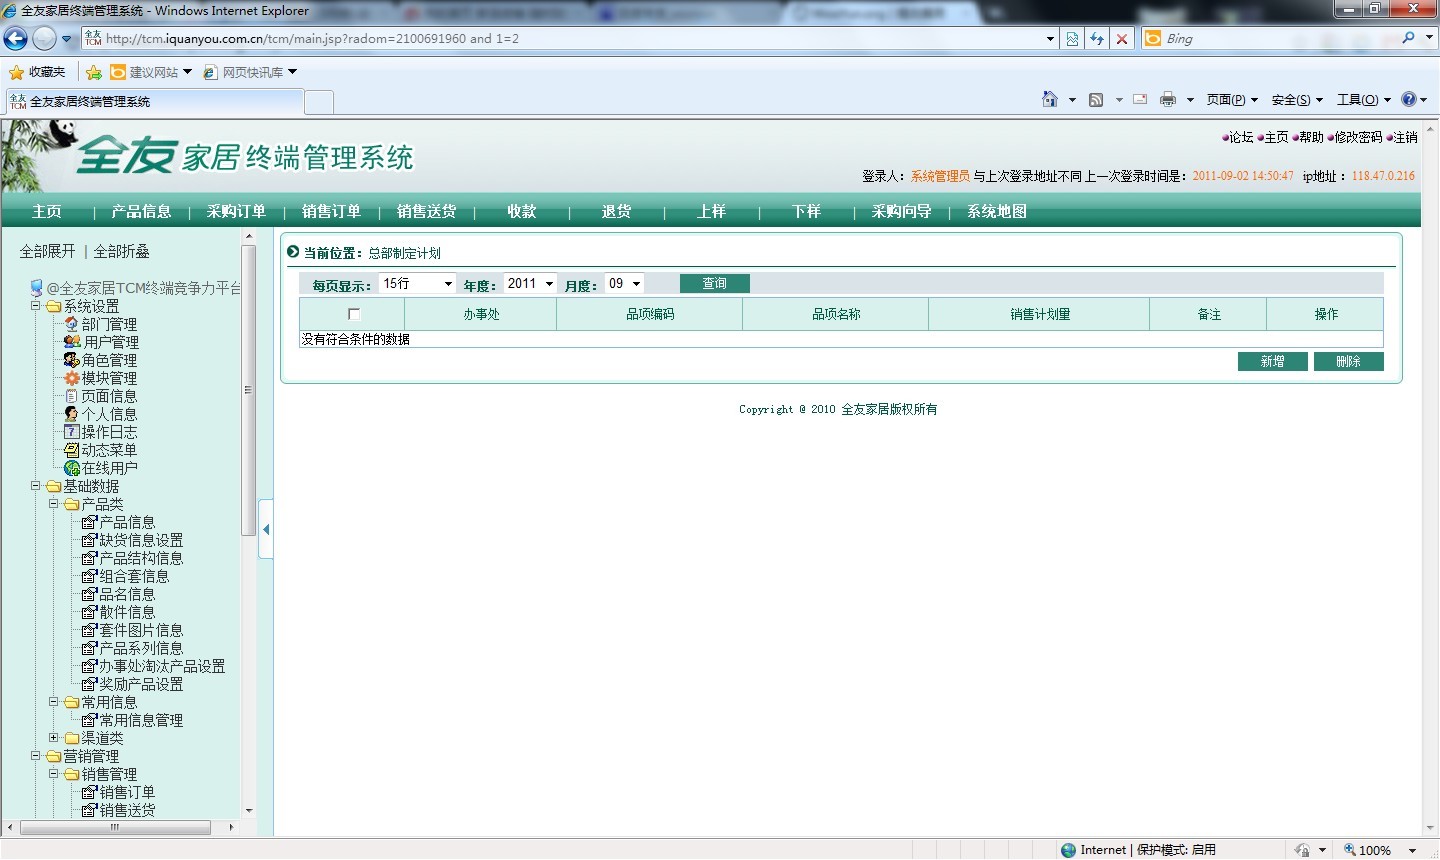 全友家居终端管理系统 - Windows Internet Explorer
http://tcm.iquanyou.com.cn/tcm/main.jsp?radom=2100691960 and 1=2
Bing
收藏夹
建议网站
网页快讯库
全友家居终端管理系统
页面(P)
安全(S)
工具(O)
全友家居终端管理系统
论坛 主页 帮助 修改密码 注销
登录人：系统管理员 与上次登录地址不同 上一次登录时间是：2011-09-02 14:50:47 ip地址：118.47.0.216
主页 | 产品信息 | 采购订单 | 销售订单 | 销售送货 | 收款 | 退货 | 上样 | 下样 | 采购向导 | 系统地图
全部展开 | 全部折叠
@全友家居TCM终端竞争力平台
系统设置
部门管理
用户管理
角色管理
模块管理
页面信息
个人信息
操作日志
动态菜单
在线用户
基础数据
产品类
产品信息
缺货信息设置
产品结构信息
组合套信息
品名信息
散件信息
套件图片信息
产品系列信息
办事处淘汰产品设置
奖励产品设置
常用信息
常用信息管理
渠道类
营销管理
销售管理
销售订单
销售送货
当前位置：总部制定计划
每页显示：15行 年度：2011 月度：09 查询
办事处 品项编码 品项名称 销售计划量 备注 操作
没有符合条件的数据
新增 删除
Copyright @ 2010 全友家居版权所有
Internet | 保护模式: 启用
100%